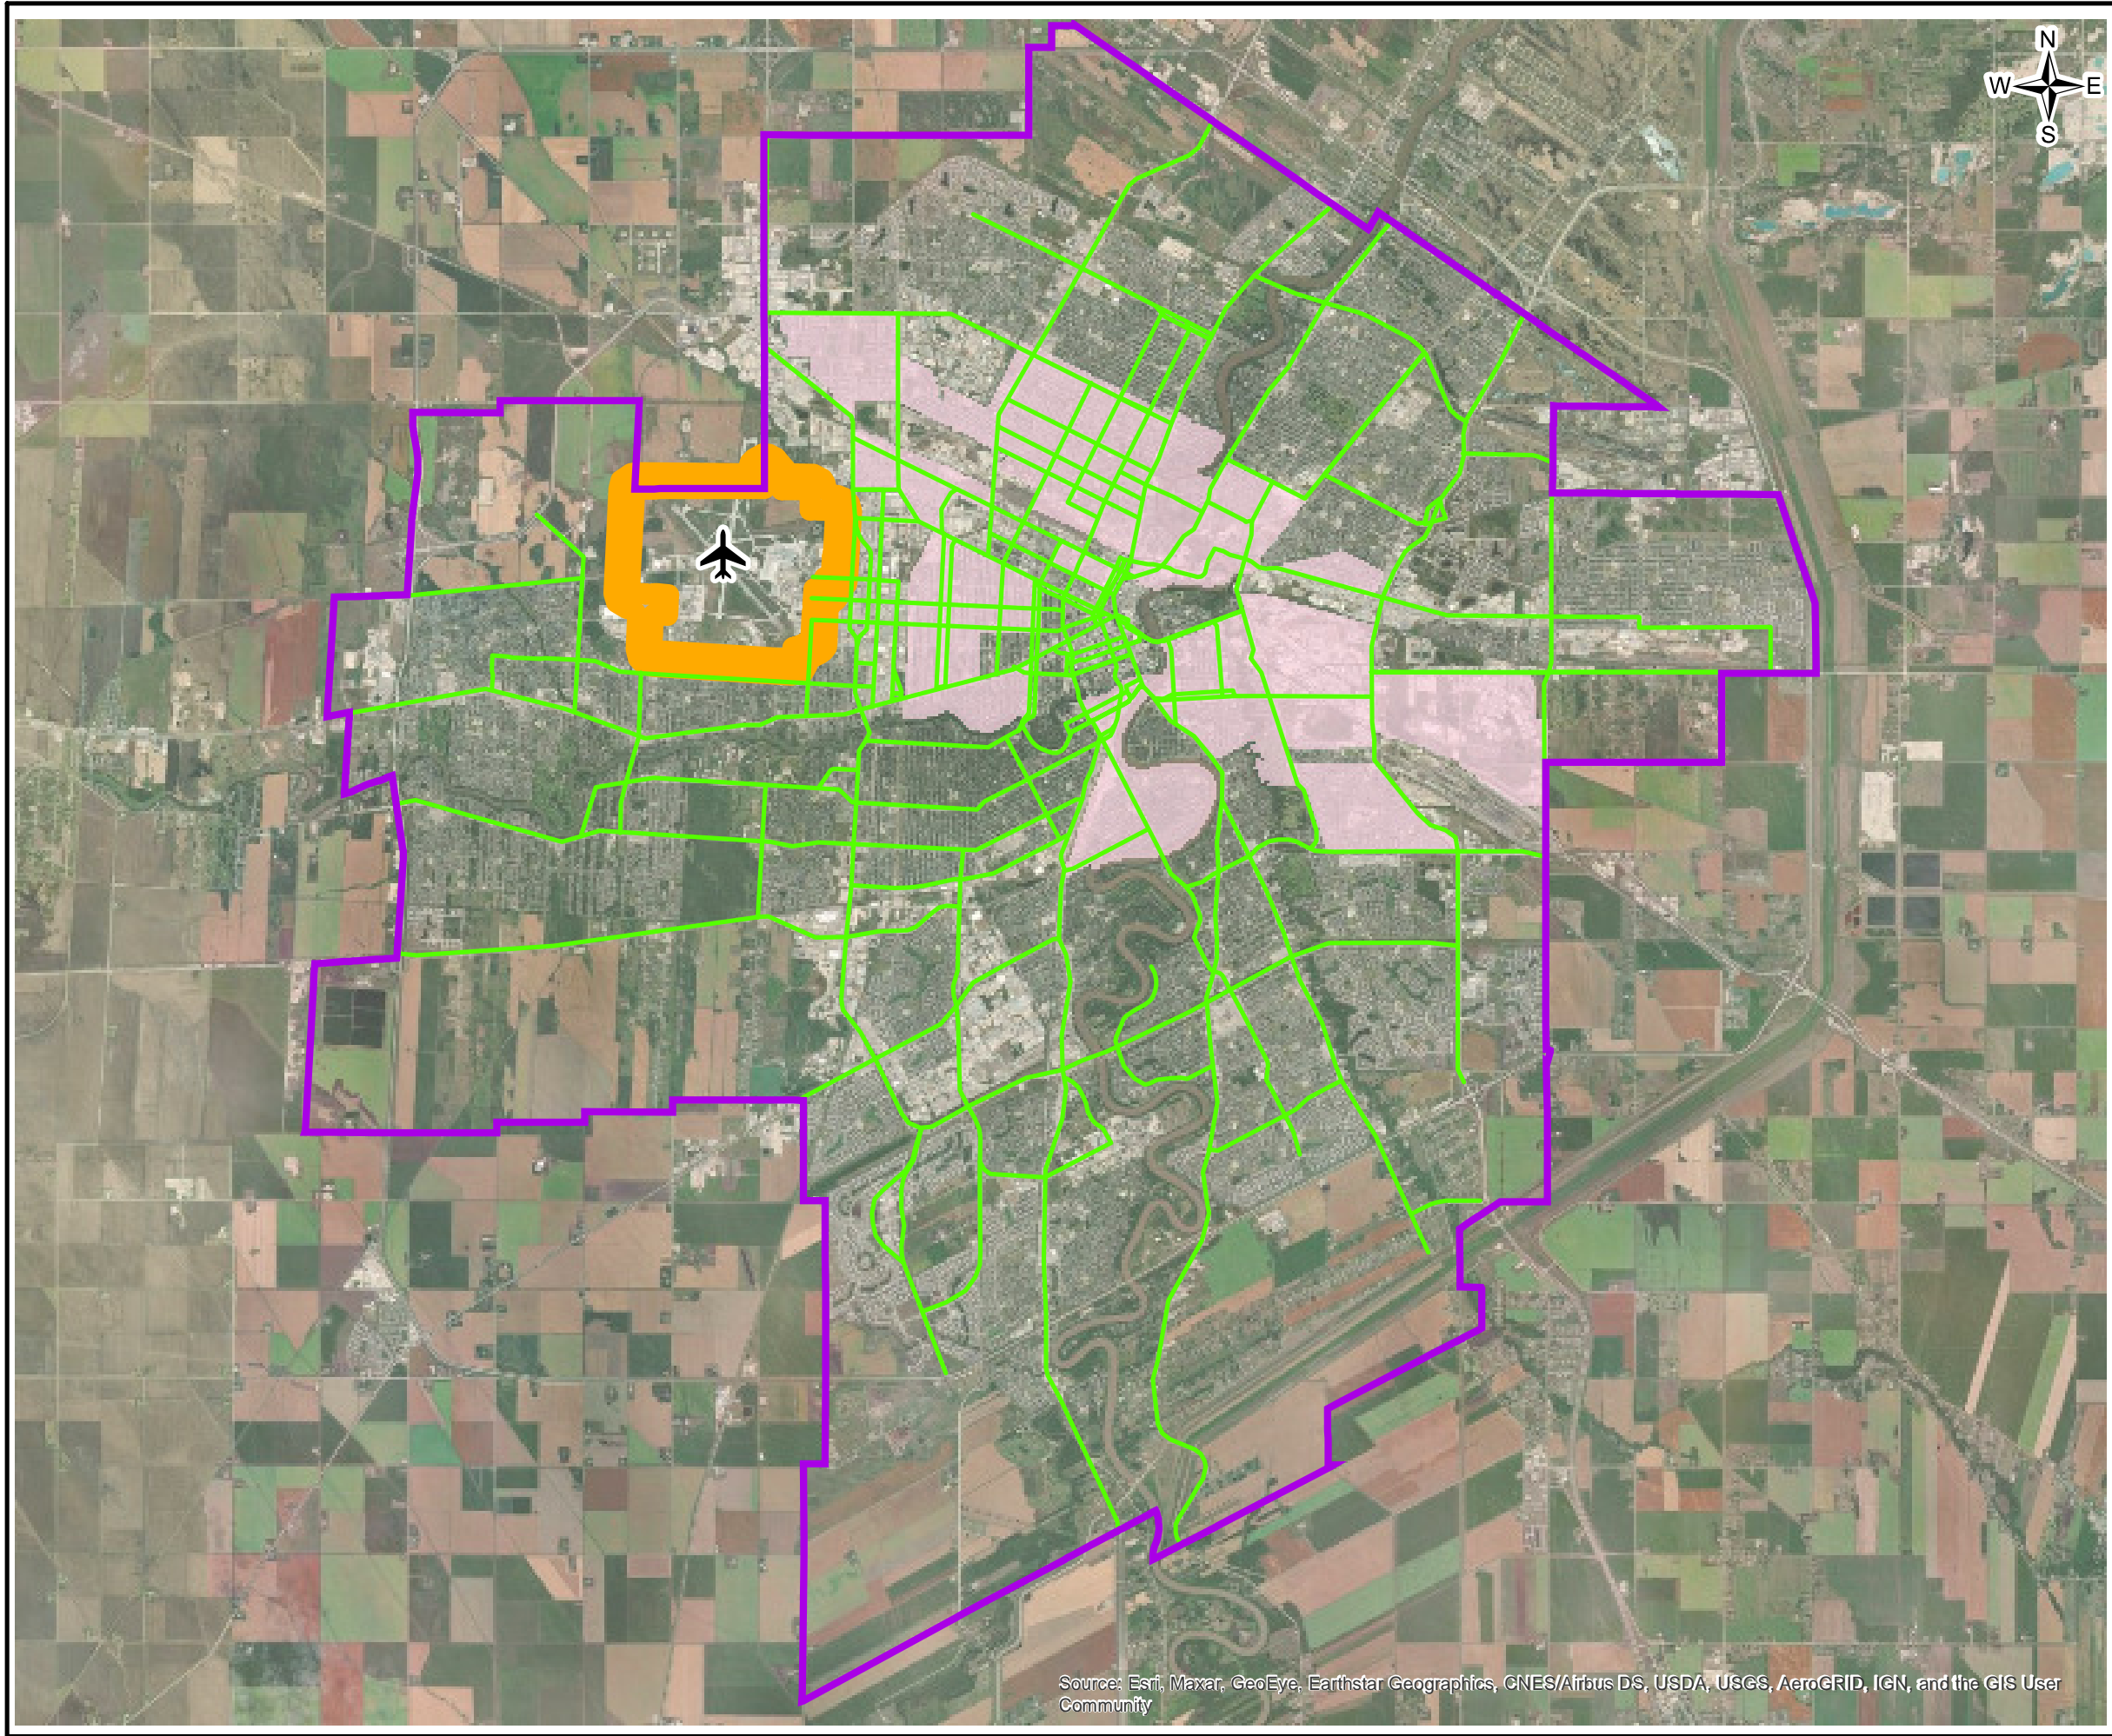 N
W E
S
Source: Esri, Maxar, GeoEye, Earthstar Geographics, CNES/Airbus DS, USDA, USGS, AeroGRID, IGN, and the GIS User
Community